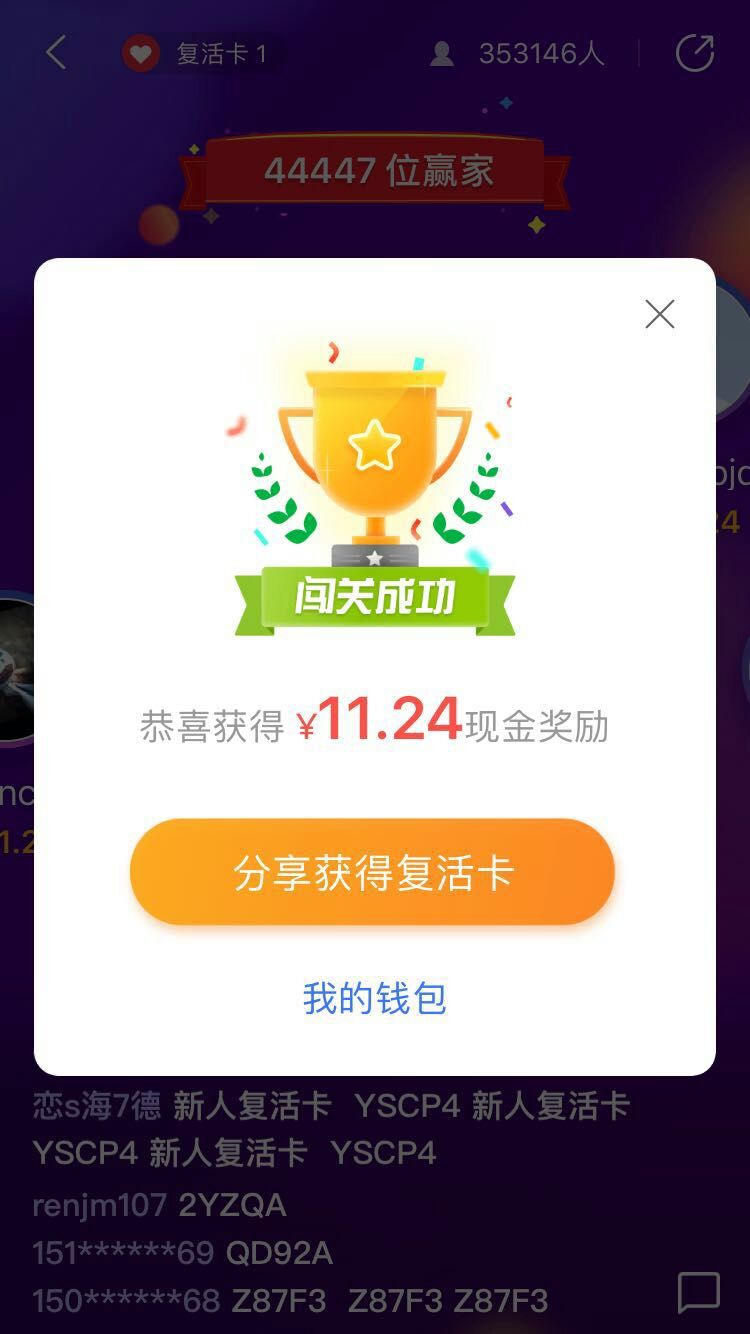 复活卡 1
353146人
44447 位赢家
闯关成功
恭喜获得 ¥11.24现金奖励
分享获得复活卡
我的钱包
恋s海7德 新人复活卡 YSCP4 新人复活卡
YSCP4 新人复活卡 YSCP4
renjm107 2YZQA
151******69 QD92A
150******68 Z87F3 Z87F3 Z87F3